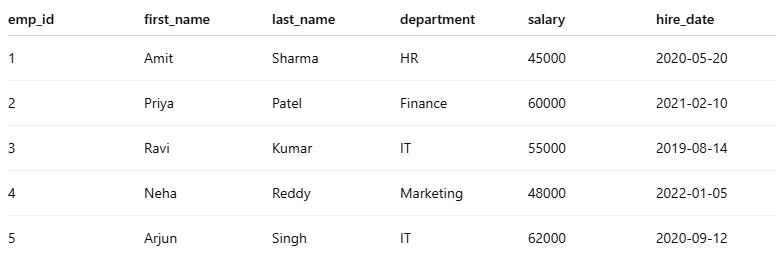 emp_id first_name last_name department salary hire_date
1 Amit Sharma HR 45000 2020-05-20
2 Priya Patel Finance 60000 2021-02-10
3 Ravi Kumar IT 55000 2019-08-14
4 Neha Reddy Marketing 48000 2022-01-05
5 Arjun Singh IT 62000 2020-09-12